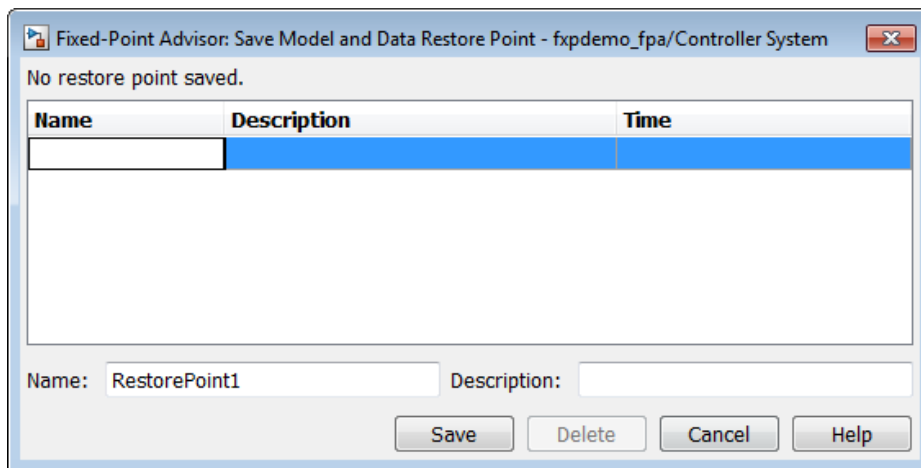 Fixed-Point Advisor: Save Model and Data Restore Point - fxpdemo_fpa/Controller System
No restore point saved.
Name Description Time
Name: RestorePoint1 Description:
Save Delete Cancel Help